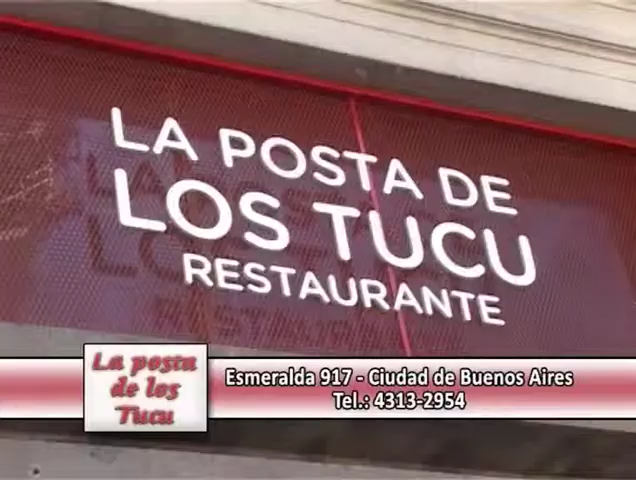 LA POSTA DE
LOS TUCU
RESTAURANTE
La posta
de los
Tucu
Esmeralda 917 - Ciudad de Buenos Aires
Tel.: 4313-2954